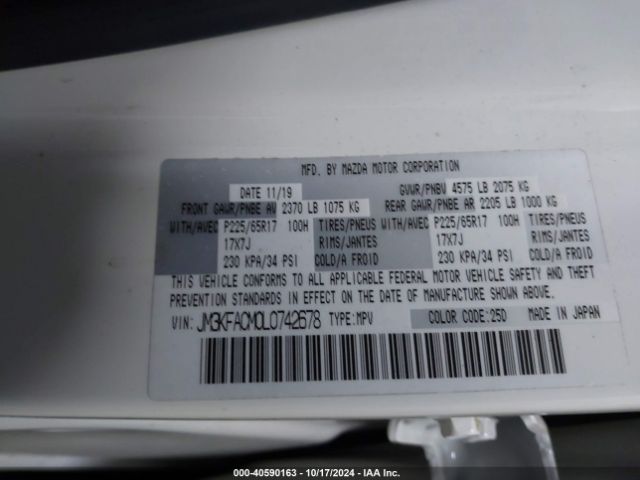 MFD. BY MAZDA MOTOR CORPORATION
DATE 11/19 GVWR/PNBV 4575 LB 2075 KG
FRONT GAWR/PNBE AV 2370 LB 1075 KG REAR GAWR/PNBE AR 2205 LB 1000 KG
WITH/AVEC P225/65R17 100H TIRES/PNEUS WITH/AVEC P225/65R17 100H TIRES/PNEUS
17X7J RIMS/JANTES 17X7J RIMS/JANTES
230 KPA/34 PSI COLD/A FROID 230 KPA/34 PSI COLD/A FROID
THIS VEHICLE CONFORMS TO ALL APPLICABLE FEDERAL MOTOR VEHICLE SAFETY AND THEFT
PREVENTION STANDARDS IN EFFECT ON THE DATE OF MANUFACTURE SHOWN ABOVE.
VIN: JM3KFACM0L0742678 TYPE:MPV COLOR CODE:25D MADE IN JAPAN
000-40590163 - 10/17/2024 - IAA Inc.